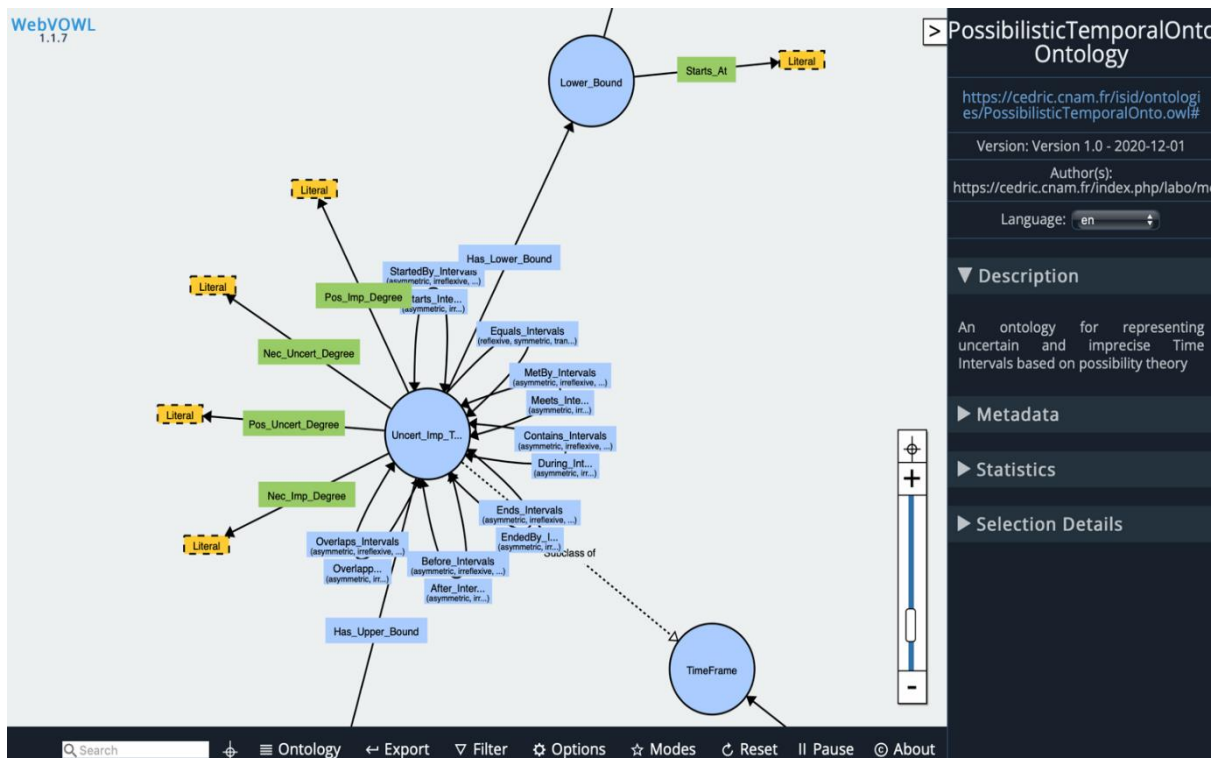 WebVOWL
1.1.7
Lower_Bound
Starts_At
Literal
>
Literal
Has_Lower_Bound
StartedBy_Intervals
(asymmetric, irreflexive, ...)
Starts_Inte...
(asymmetric, irr...)
Pos_Imp_Degree
Literal
Equals_Intervals
(reflexive, symmetric, tran...)
Nec_Uncert_Degree
MetBy_Intervals
(asymmetric, irreflexive, ...)
Meets_Inte...
(asymmetric, irr...)
Literal
Pos_Uncert_Degree
Uncert_Imp_T...
Contains_Intervals
(asymmetric, irreflexive, ...)
During_Int...
(asymmetric, irr...)
Nec_Imp_Degree
Ends_Intervals
(asymmetric, irreflexive, ...)
EndedBy_I...
(asymmetric, irr...)
Subclass of
Literal
Overlaps_Intervals
(asymmetric, irreflexive, ...)
Overlapp...
(asymmetric, irr...)
Before_Intervals
(asymmetric, irreflexive, ...)
After_Inter...
(asymmetric, irr...)
Has_Upper_Bound
TimeFrame
+
-
PossibilisticTemporalOnto
Ontology
https://cedric.cnam.fr/isid/ontologi
es/PossibilisticTemporalOnto.owl#
Version: Version 1.0 - 2020-12-01
Author(s):
https://cedric.cnam.fr/index.php/labo/me
Language: en
Description
An ontology for representing
uncertain and imprecise Time
Intervals based on possibility theory
Metadata
Statistics
Selection Details
Search
Ontology
Export
Filter
Options
Modes
Reset
Pause
© About